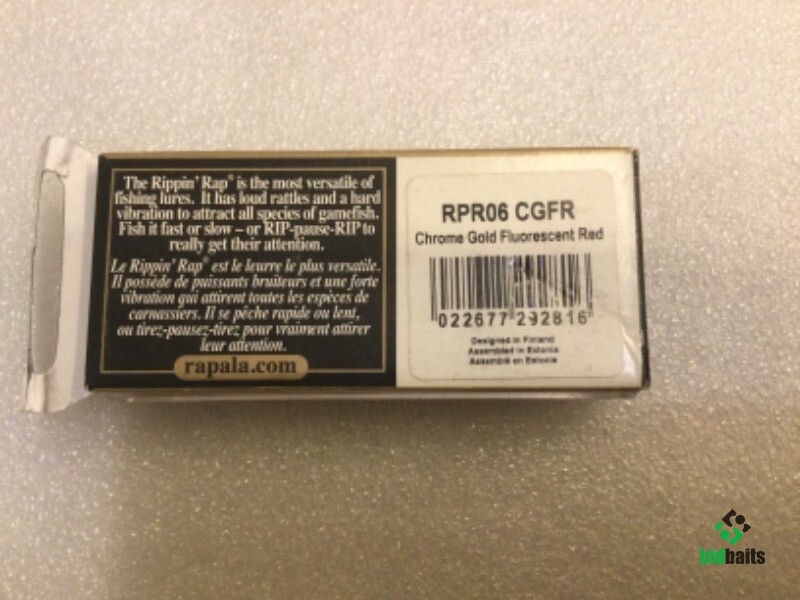 The Rippin' Rap® is the most versatile of
fishing lures. It has loud rattles and a hard
vibration to attract all species of gamefish.
Fish it fast or slow – or RIP-pause-RIP to
really get their attention.
Le Rippin' Rap® est le leurre le plus versatile.
Il possède de puissants bruiteurs et une forte
vibration qui attirent toutes les espèces de
carnassiers. Il se pêche rapide ou lent,
ou tirez-pausez-tirez pour vraiment attirer
leur attention.
rapala.com
RPR06 CGFR
Chrome Gold Fluorescent Red
022677 292816
Designed in Finland
Assembled in Estonia
Assemblé en Estonia
bidbaits